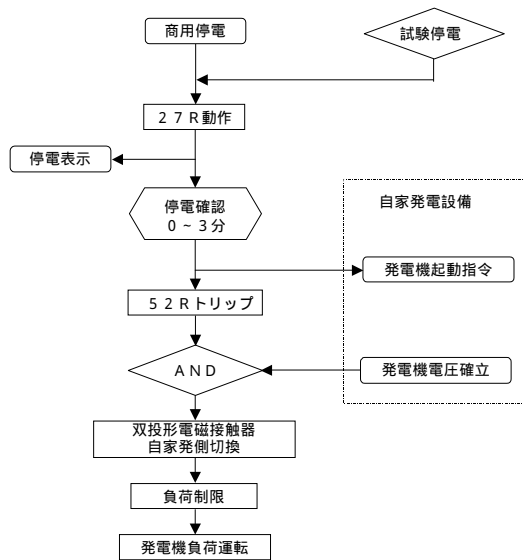 商用停電
試験停電
27R動作
停電表示
停電確認
0~3分
自家発電設備
発電機起動指令
52Rトリップ
AND
発電機電圧確立
双投形電磁接触器
自家発側切換
負荷制限
発電機負荷運転